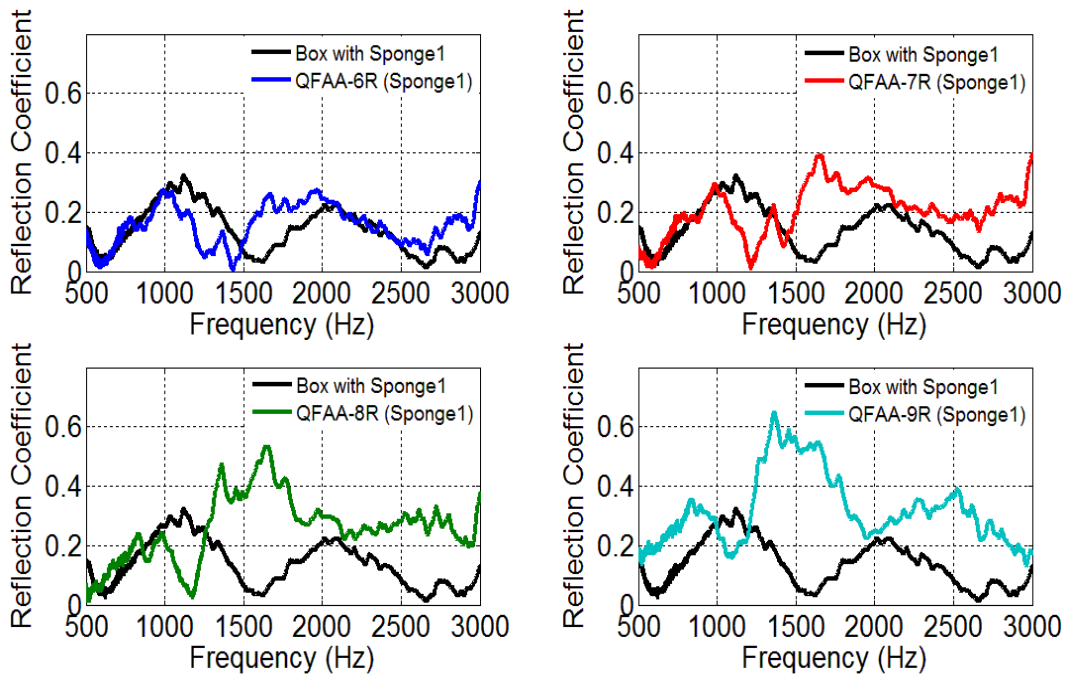 Reflection Coefficient
0.6
0.4
0.2
0
Box with Sponge1
QFAA-6R (Sponge1)
500 1000 1500 2000 2500 3000
Frequency (Hz)
Reflection Coefficient
0.6
0.4
0.2
0
Box with Sponge1
QFAA-7R (Sponge1)
500 1000 1500 2000 2500 3000
Frequency (Hz)
Reflection Coefficient
0.6
0.4
0.2
0
Box with Sponge1
QFAA-8R (Sponge1)
500 1000 1500 2000 2500 3000
Frequency (Hz)
Reflection Coefficient
0.6
0.4
0.2
0
Box with Sponge1
QFAA-9R (Sponge1)
500 1000 1500 2000 2500 3000
Frequency (Hz)